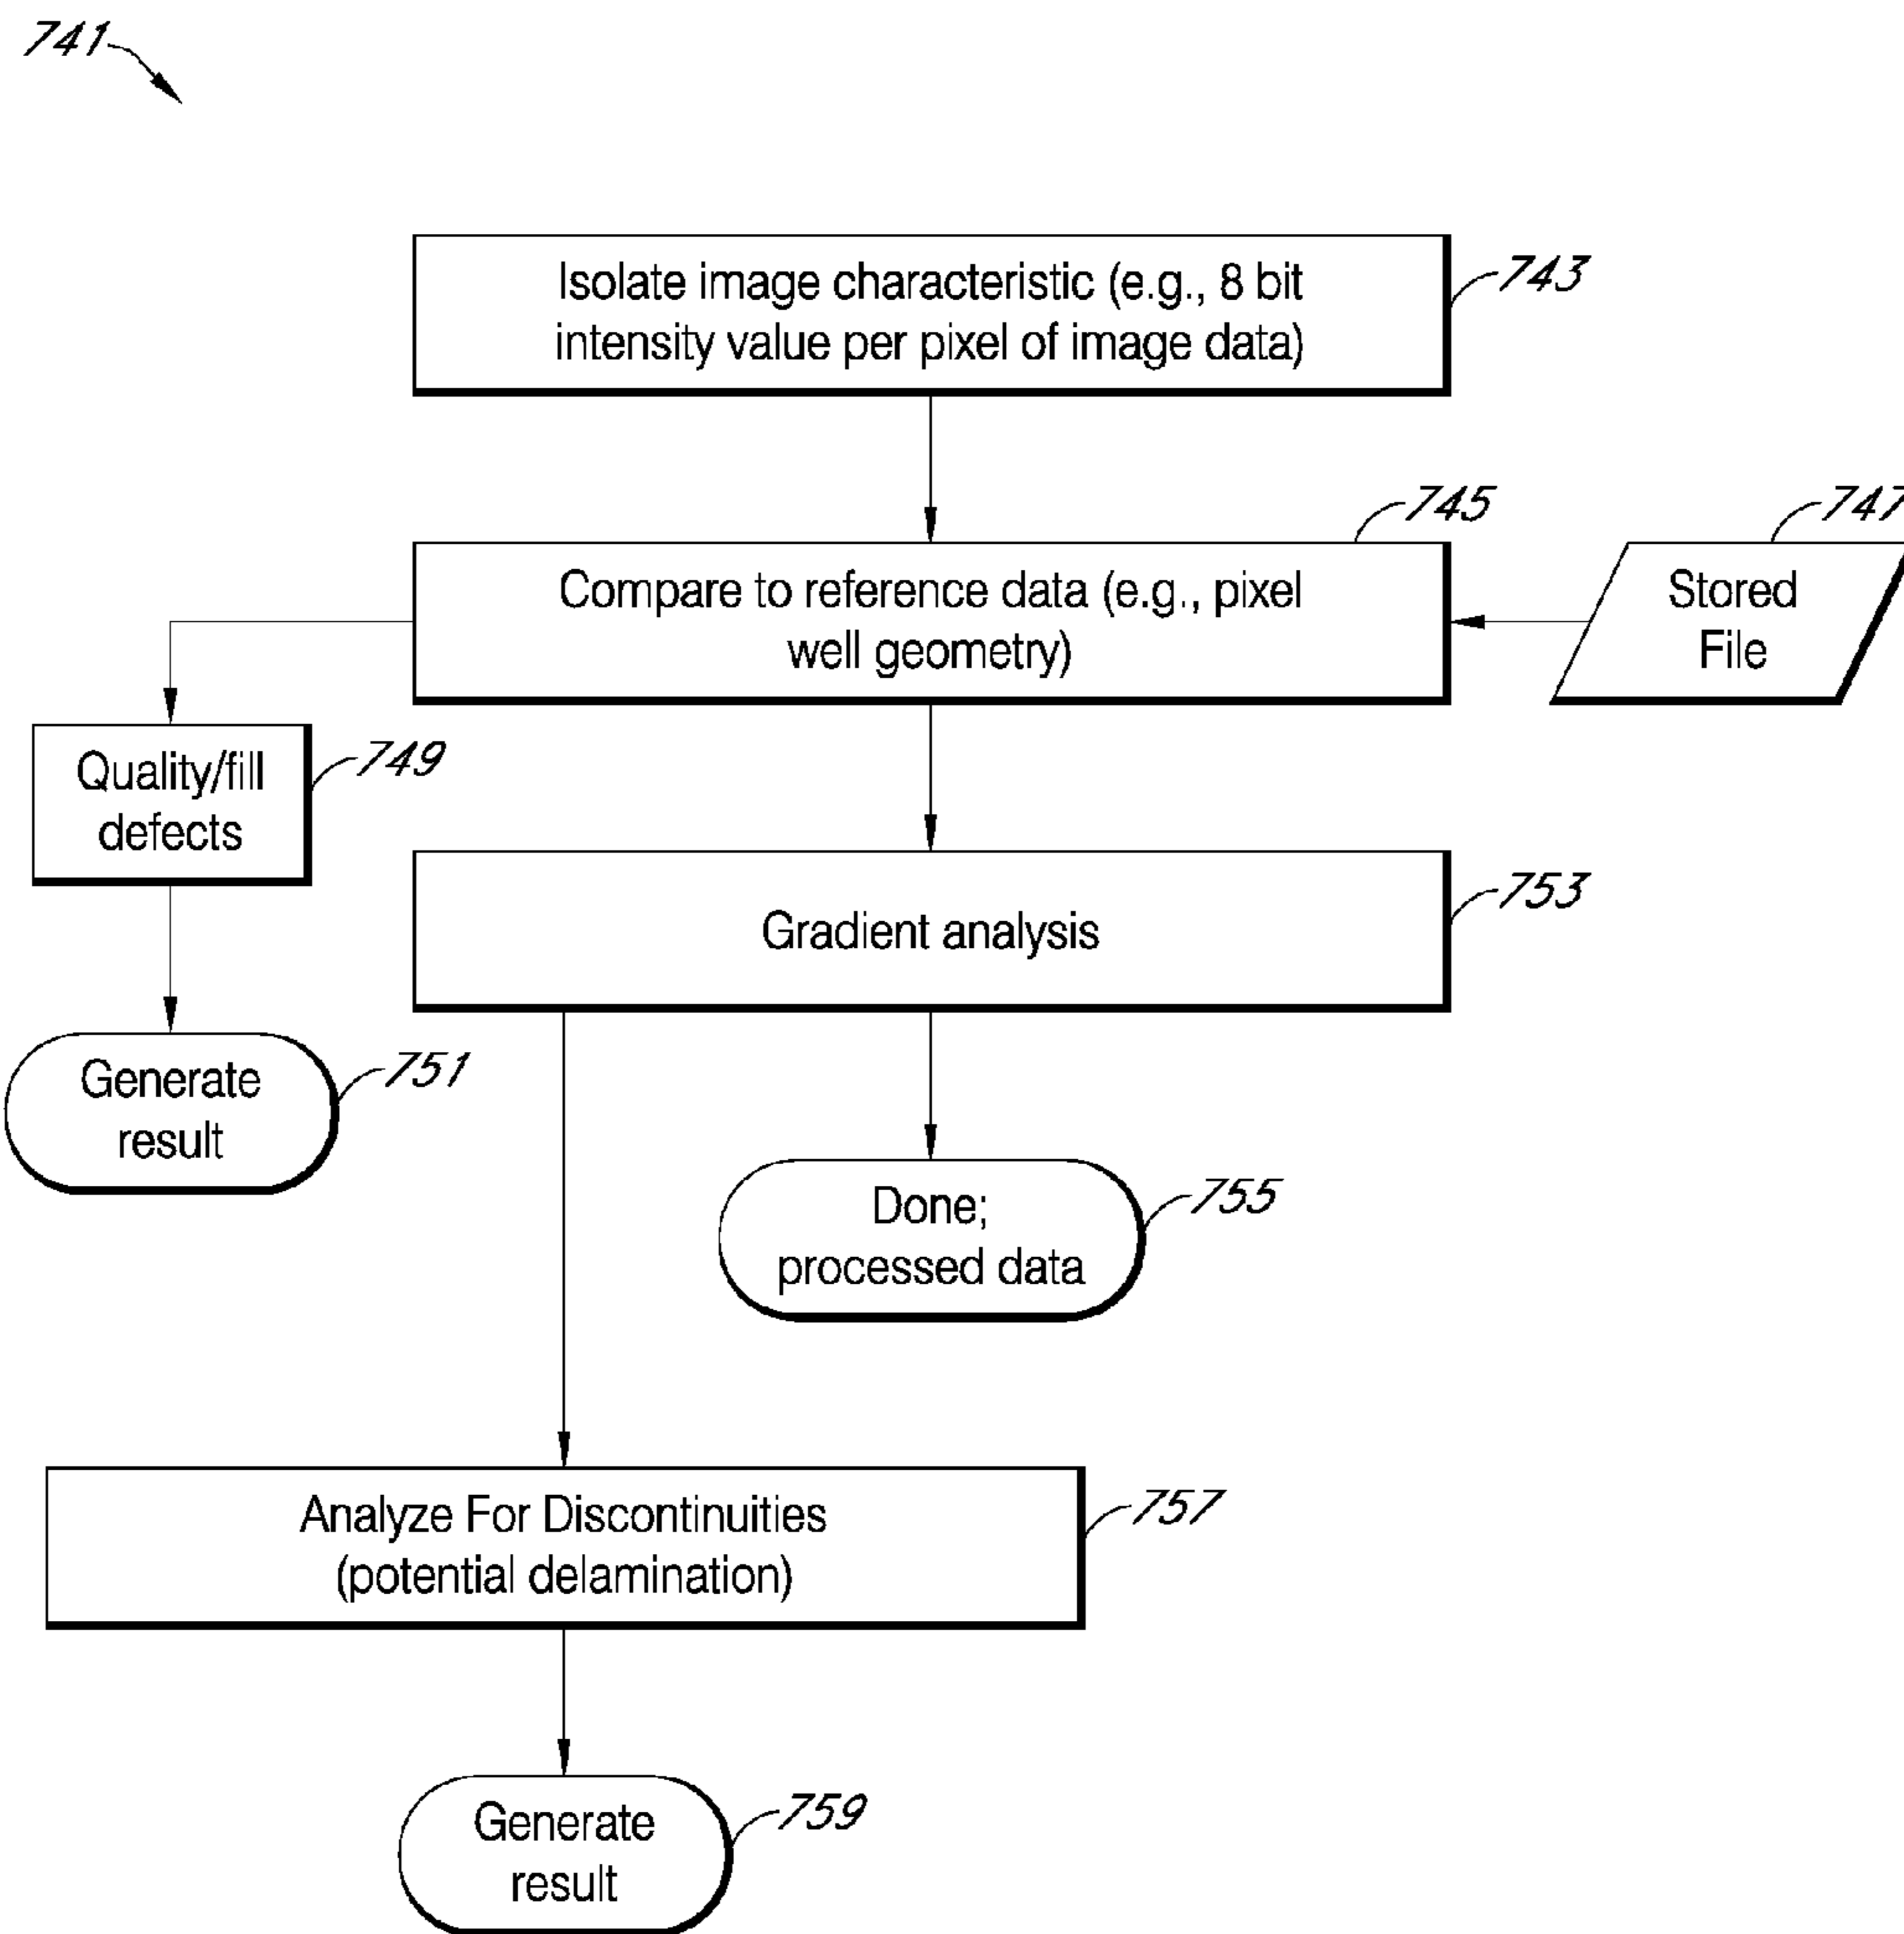 741
Isolate image characteristic (e.g., 8 bit
intensity value per pixel of image data)
743
745
747
Compare to reference data (e.g., pixel
well geometry)
Stored
File
Quality/fill
defects
749
Gradient analysis
753
Generate
result
751
Done;
processed data
755
Analyze For Discontinuities
(potential delamination)
757
Generate
result
759